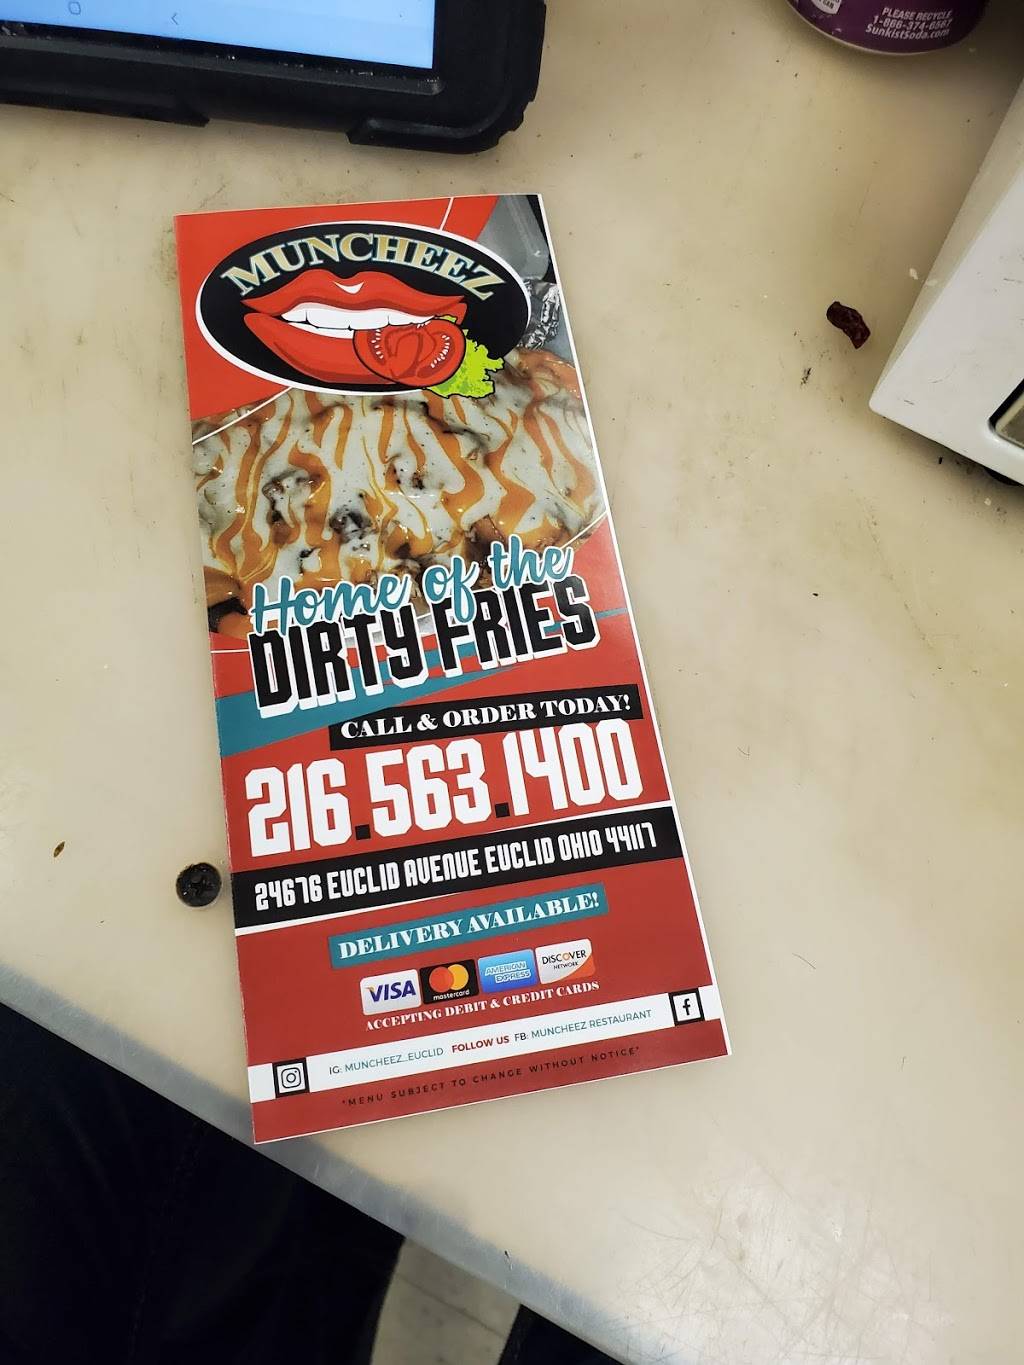 PLEASE RECYCLE
1-866-374-6567
SunkistSoda.com
MUNCHEEZ
Home of the
DIRTY FRIES
CALL & ORDER TODAY!
216.563.1400
24676 EUCLID AVENUE EUCLID OHIO 44117
DELIVERY AVAILABLE!
VISA
mastercard
AMERICAN EXPRESS
DISCOVER
NETWORK
ACCEPTING DEBIT & CREDIT CARDS
IG: MUNCHEEZ_EUCLID FOLLOW US FB: MUNCHEEZ RESTAURANT
*MENU SUBJECT TO CHANGE WITHOUT NOTICE*